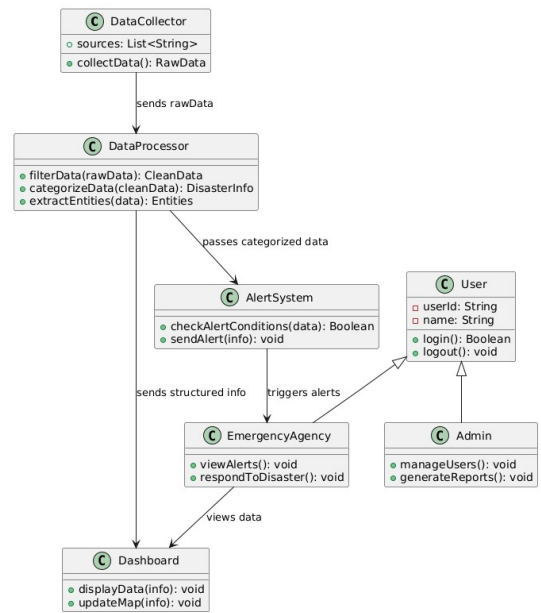 C DataCollector
sources: List<String>
collectData(): RawData
sends rawData
C DataProcessor
filterData(rawData): CleanData
categorizeData(cleanData): DisasterInfo
extractEntities(data): Entities
passes categorized data
C AlertSystem
checkAlertConditions(data): Boolean
sendAlert(info): void
C User
userId: String
name: String
login(): Boolean
logout(): void
sends structured info
triggers alerts
C EmergencyAgency
viewAlerts(): void
respondToDisaster(): void
C Admin
manageUsers(): void
generateReports(): void
views data
C Dashboard
displayData(info): void
updateMap(info): void